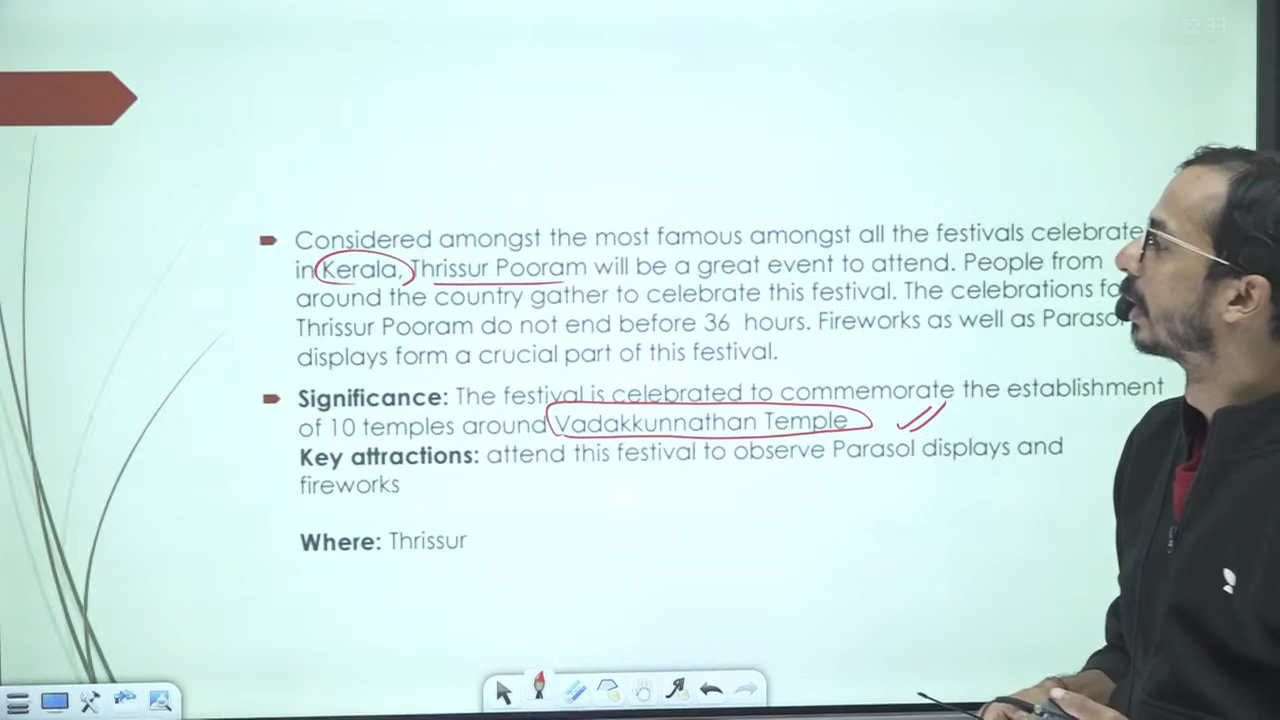 Considered amongst the most famous amongst all the festivals celebrate
in Kerala, Thrissur Pooram will be a great event to attend. People from
around the country gather to celebrate this festival. The celebrations fo
Thrissur Pooram do not end before 36 hours. Fireworks as well as Parasol
displays form a crucial part of this festival.
Significance: The festival is celebrated to commemorate the establishment
of 10 temples around Vadakkunnathan Temple
Key attractions: attend this festival to observe Parasol displays and
fireworks
Where: Thrissur